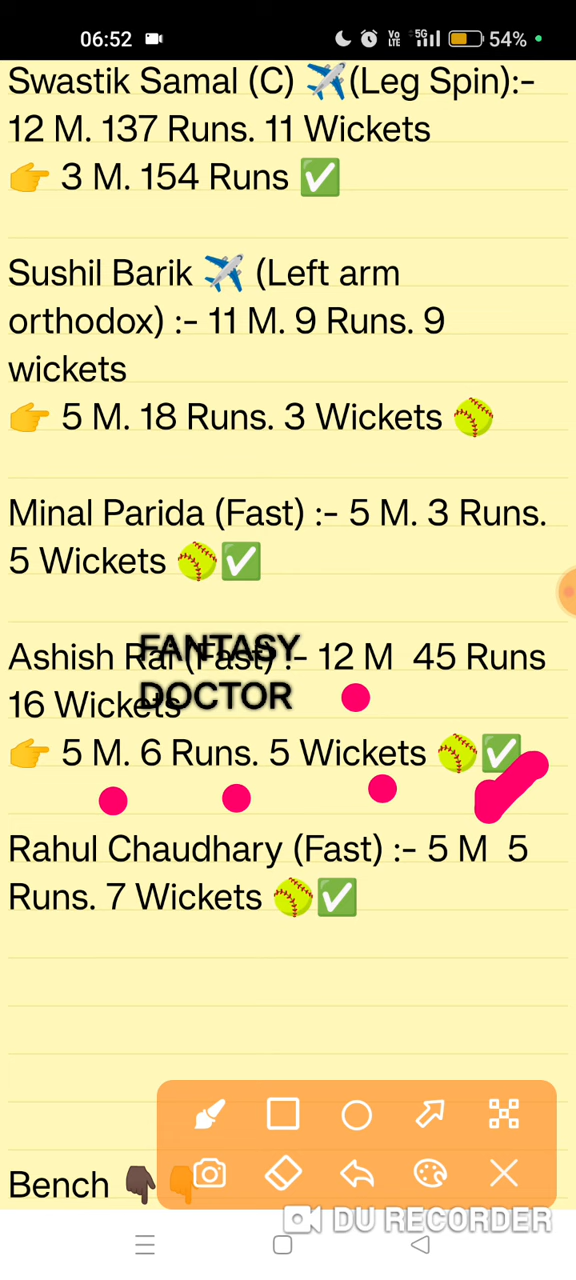 06:52 VoLTE 5G 54%
Swastik Samal (C) ✈️(Leg Spin):-
12 M. 137 Runs. 11 Wickets
👉 3 M. 154 Runs ✅
Sushil Barik ✈️ (Left arm
orthodox) :- 11 M. 9 Runs. 9
wickets
👉 5 M. 18 Runs. 3 Wickets 🥎
Minal Parida (Fast) :- 5 M. 3 Runs.
5 Wickets 🥎✅
Ashish Rai (Fast) :- 12 M 45 Runs
16 Wickets
FANTASY
DOCTOR
👉 5 M. 6 Runs. 5 Wickets 🥎✅
Rahul Chaudhary (Fast) :- 5 M 5
Runs. 7 Wickets 🥎✅
Bench 👇🏿👇
DU RECORDER